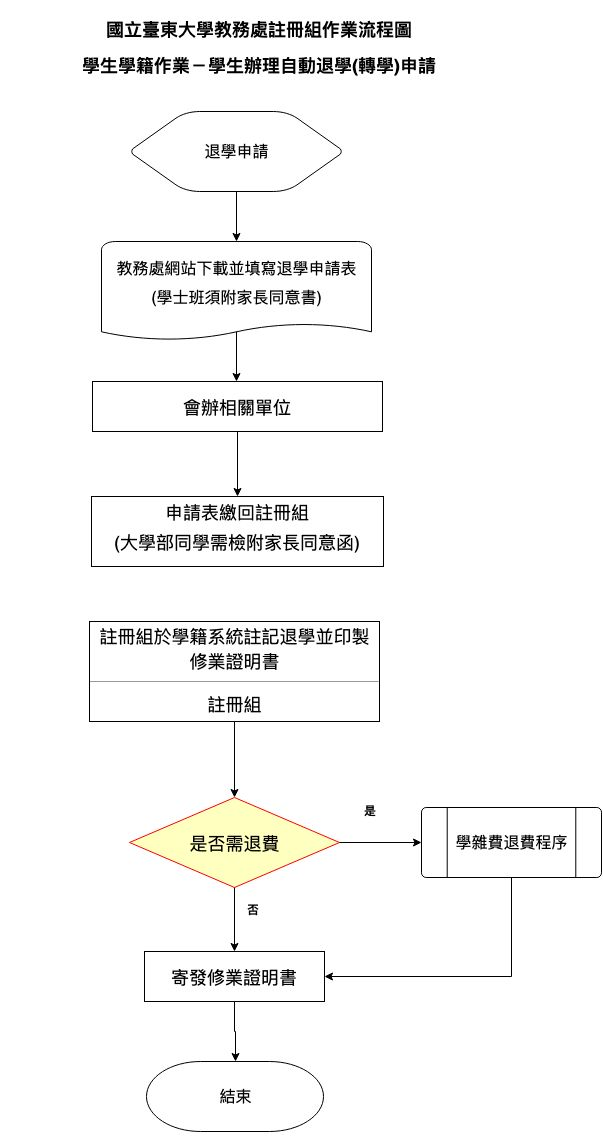 國立臺東大學教務處註冊組作業流程圖
學生學籍作業－學生辦理自動退學(轉學)申請
退學申請
教務處網站下載並填寫退學申請表
(學士班須附家長同意書)
會辦相關單位
申請表繳回註冊組
(大學部同學需檢附家長同意函)
註冊組於學籍系統註記退學並印製
修業證明書
註冊組
是否需退費
是
學雜費退費程序
否
寄發修業證明書
結束